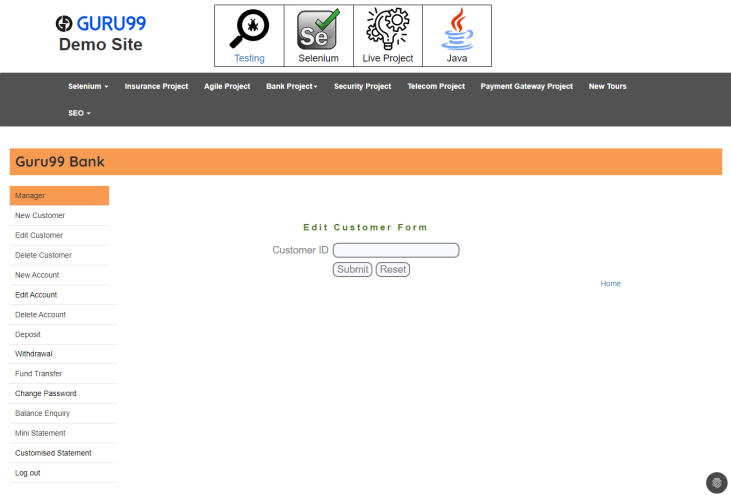 GURU99
Demo Site
Testing
Se
Selenium
Live Project
Java
Selenium
Insurance Project
Agile Project
Bank Project
Security Project
Telecom Project
Payment Gateway Project
New Tours
SEO
Guru99 Bank
Manager
New Customer
Edit Customer
Delete Customer
New Account
Edit Account
Delete Account
Deposit
Withdrawal
Fund Transfer
Change Password
Balance Enquiry
Mini Statement
Customised Statement
Log out
Edit Customer Form
Customer ID
Submit Reset
Home